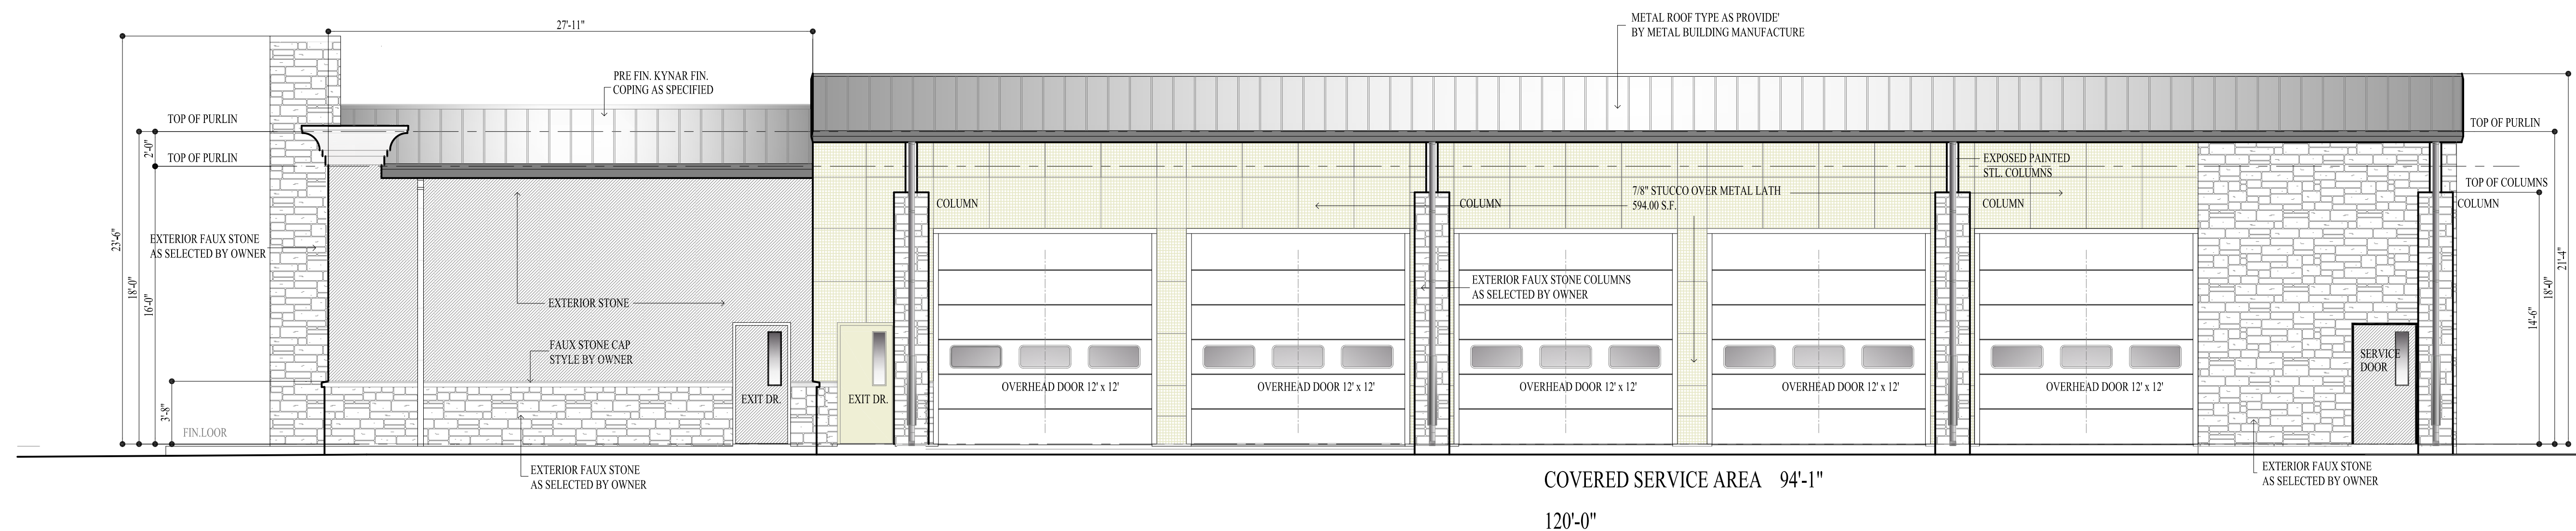 27'-11"
METAL ROOF TYPE AS PROVIDE'
BY METAL BUILDING MANUFACTURE
PRE FIN. KYNAR FIN.
COPING AS SPECIFIED
TOP OF PURLIN
TOP OF PURLIN
2'-0"
TOP OF PURLIN
EXPOSED PAINTED
STL. COLUMNS
7/8" STUCCO OVER METAL LATH
594.00 S.F.
TOP OF COLUMNS
COLUMN
COLUMN
COLUMN
COLUMN
23'-6"
18'-0"
16'-0"
EXTERIOR FAUX STONE
AS SELECTED BY OWNER
21'-4"
18'-0"
14'-6"
EXTERIOR FAUX STONE COLUMNS
AS SELECTED BY OWNER
EXTERIOR STONE
FAUX STONE CAP
STYLE BY OWNER
SERVICE
DOOR
OVERHEAD DOOR 12' x 12'
OVERHEAD DOOR 12' x 12'
OVERHEAD DOOR 12' x 12'
OVERHEAD DOOR 12' x 12'
OVERHEAD DOOR 12' x 12'
EXIT DR.
EXIT DR.
3'-8"
FIN.LOOR
EXTERIOR FAUX STONE
AS SELECTED BY OWNER
EXTERIOR FAUX STONE
AS SELECTED BY OWNER
COVERED SERVICE AREA 94'-1"
120'-0"